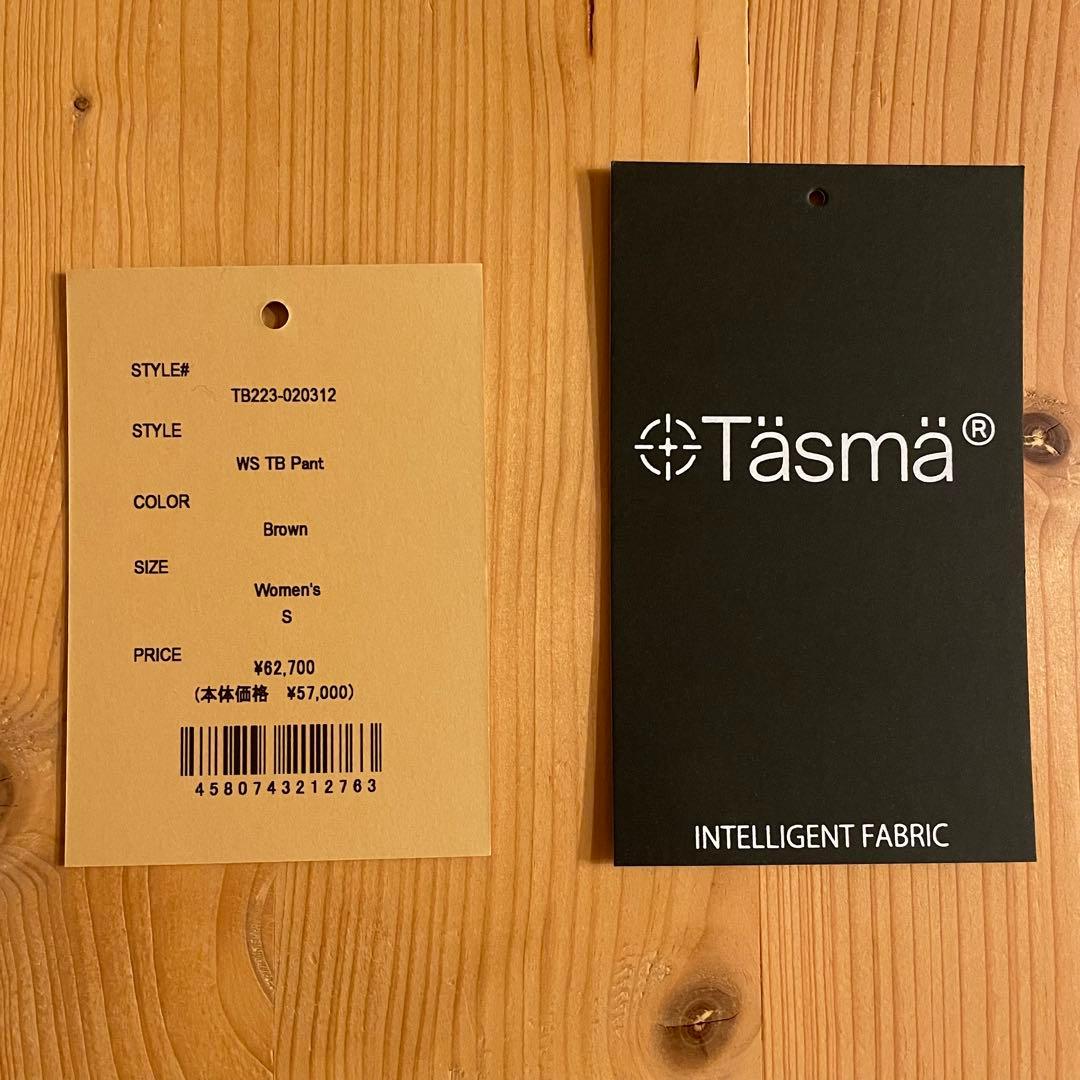 STYLE#
TB223-020312
STYLE
WS TB Pant
COLOR
Brown
SIZE
Women's
S
PRICE
¥62,700
(本体価格　¥57,000)
4580743212763
Täsmä®
INTELLIGENT FABRIC